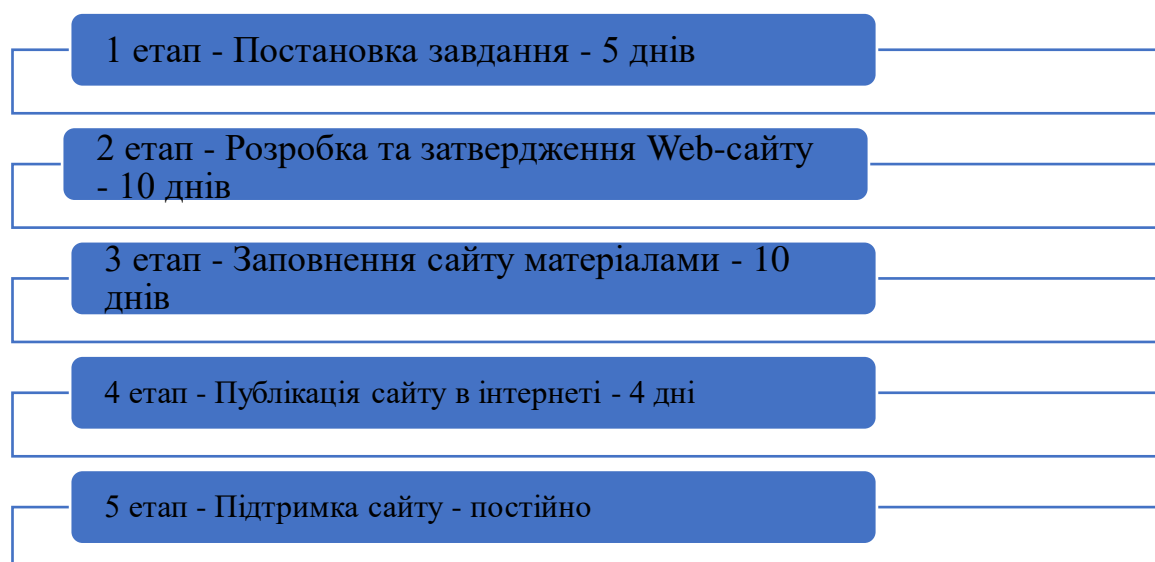 1 етап - Постановка завдання - 5 днів
2 етап - Розробка та затвердження Web-сайту
- 10 днів
3 етап - Заповнення сайту матеріалами - 10
днів
4 етап - Публікація сайту в інтернеті - 4 дні
5 етап - Підтримка сайту - постійно